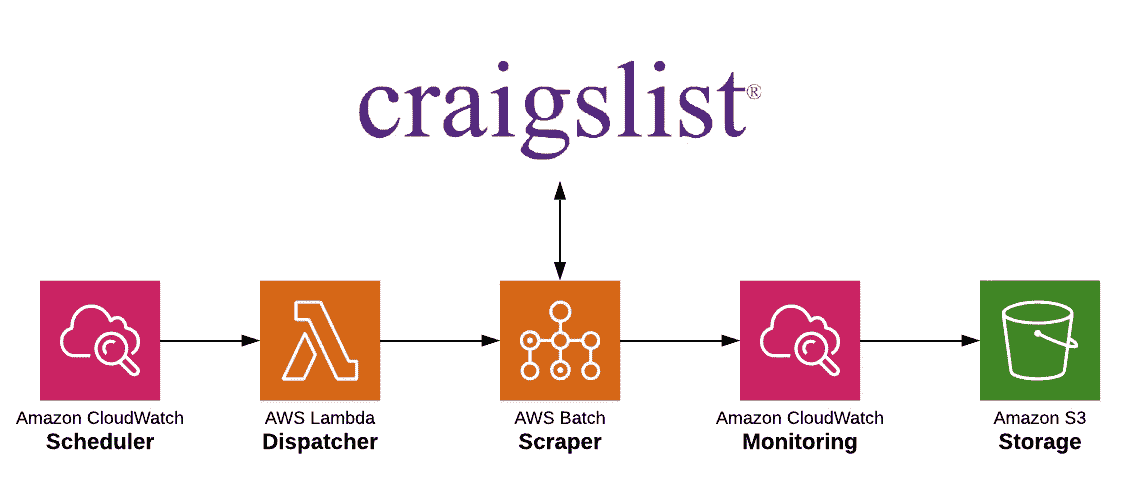 craigslist®
Amazon CloudWatch
Scheduler
AWS Lambda
Dispatcher
AWS Batch
Scraper
Amazon CloudWatch
Monitoring
Amazon S3
Storage